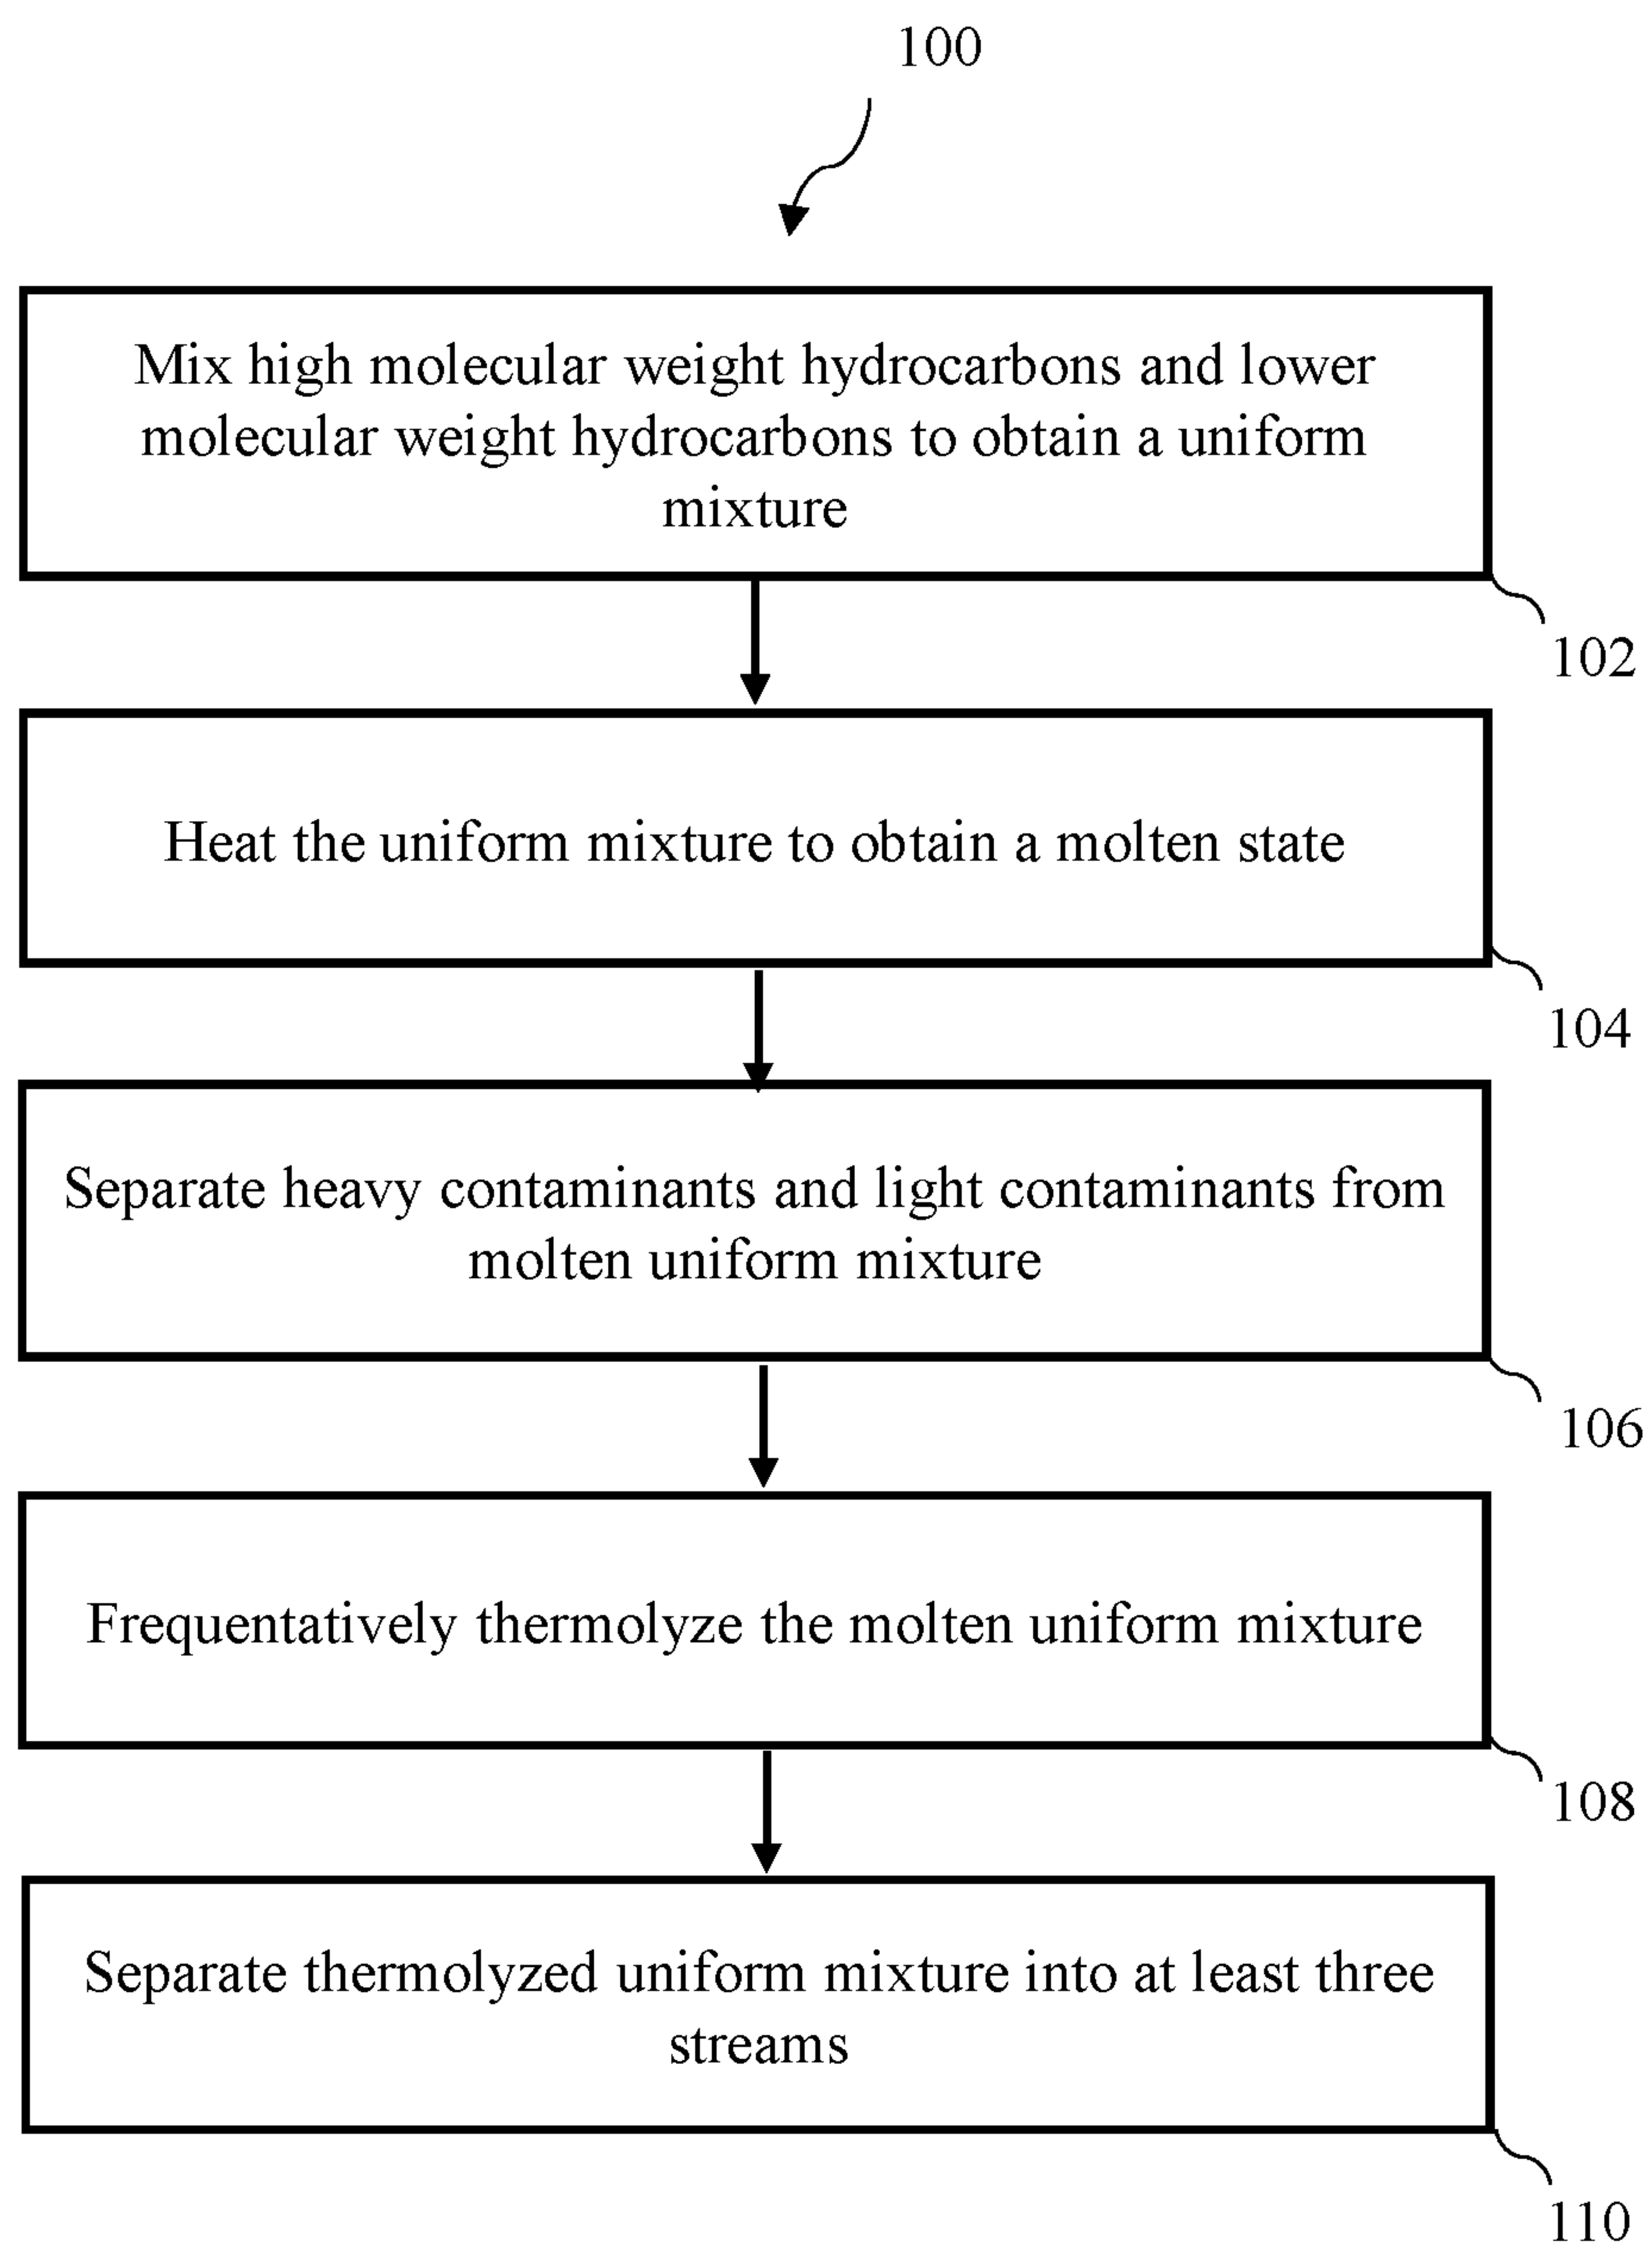 100
Mix high molecular weight hydrocarbons and lower
molecular weight hydrocarbons to obtain a uniform
mixture
102
Heat the uniform mixture to obtain a molten state
104
Separate heavy contaminants and light contaminants from
molten uniform mixture
106
Frequentatively thermolyze the molten uniform mixture
108
Separate thermolyzed uniform mixture into at least three
streams
110